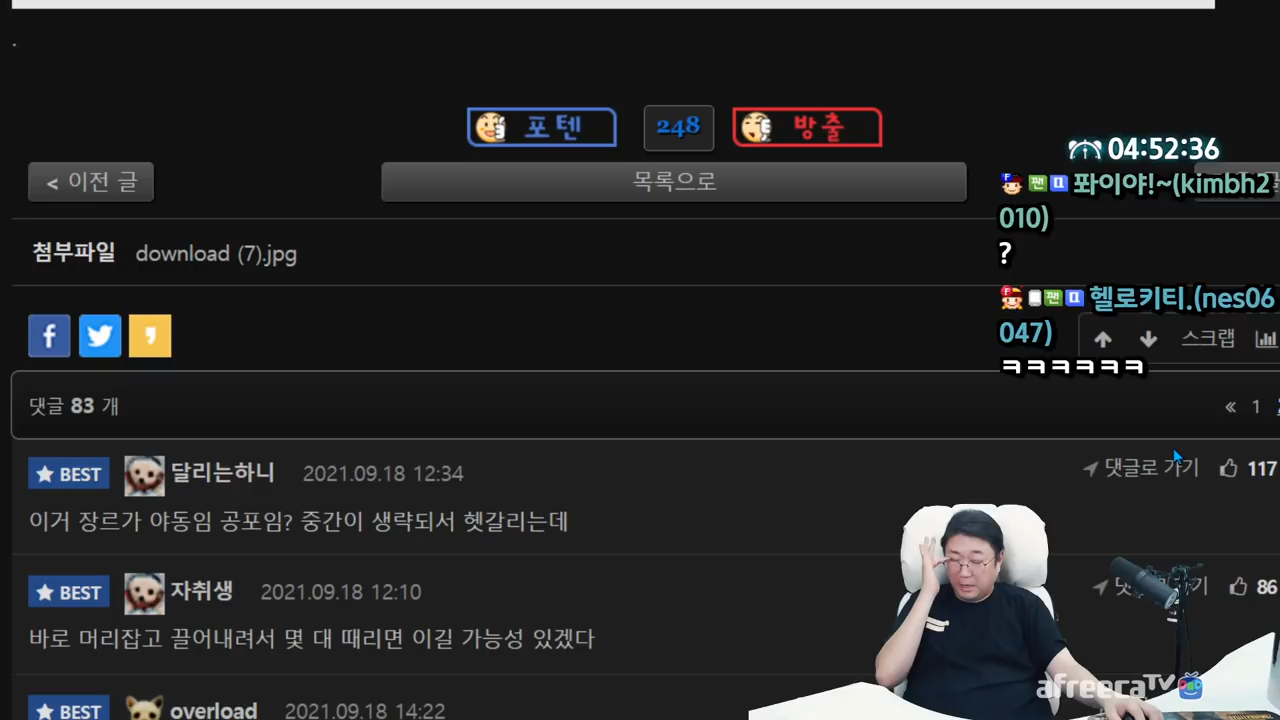 .
포텐 248 방출
04:52:36
< 이전 글
목록으로
팬 퐈이야!~(kimbh2
010)
?
첨부파일 download (7).jpg
팬 헬로키티.(nes06
047)
ㅋㅋㅋㅋㅋㅋ
스크랩
댓글 83 개
« 1
BEST 달리는하니 2021.09.18 12:34
댓글로 가기 117
이거 장르가 야동임 공포임? 중간이 생략되서 헷갈리는데
BEST 자취생 2021.09.18 12:10
86
바로 머리잡고 끌어내려서 몇 대 때리면 이길 가능성 있겠다
afreecaTV
BEST overload 2021.09.18 14:22